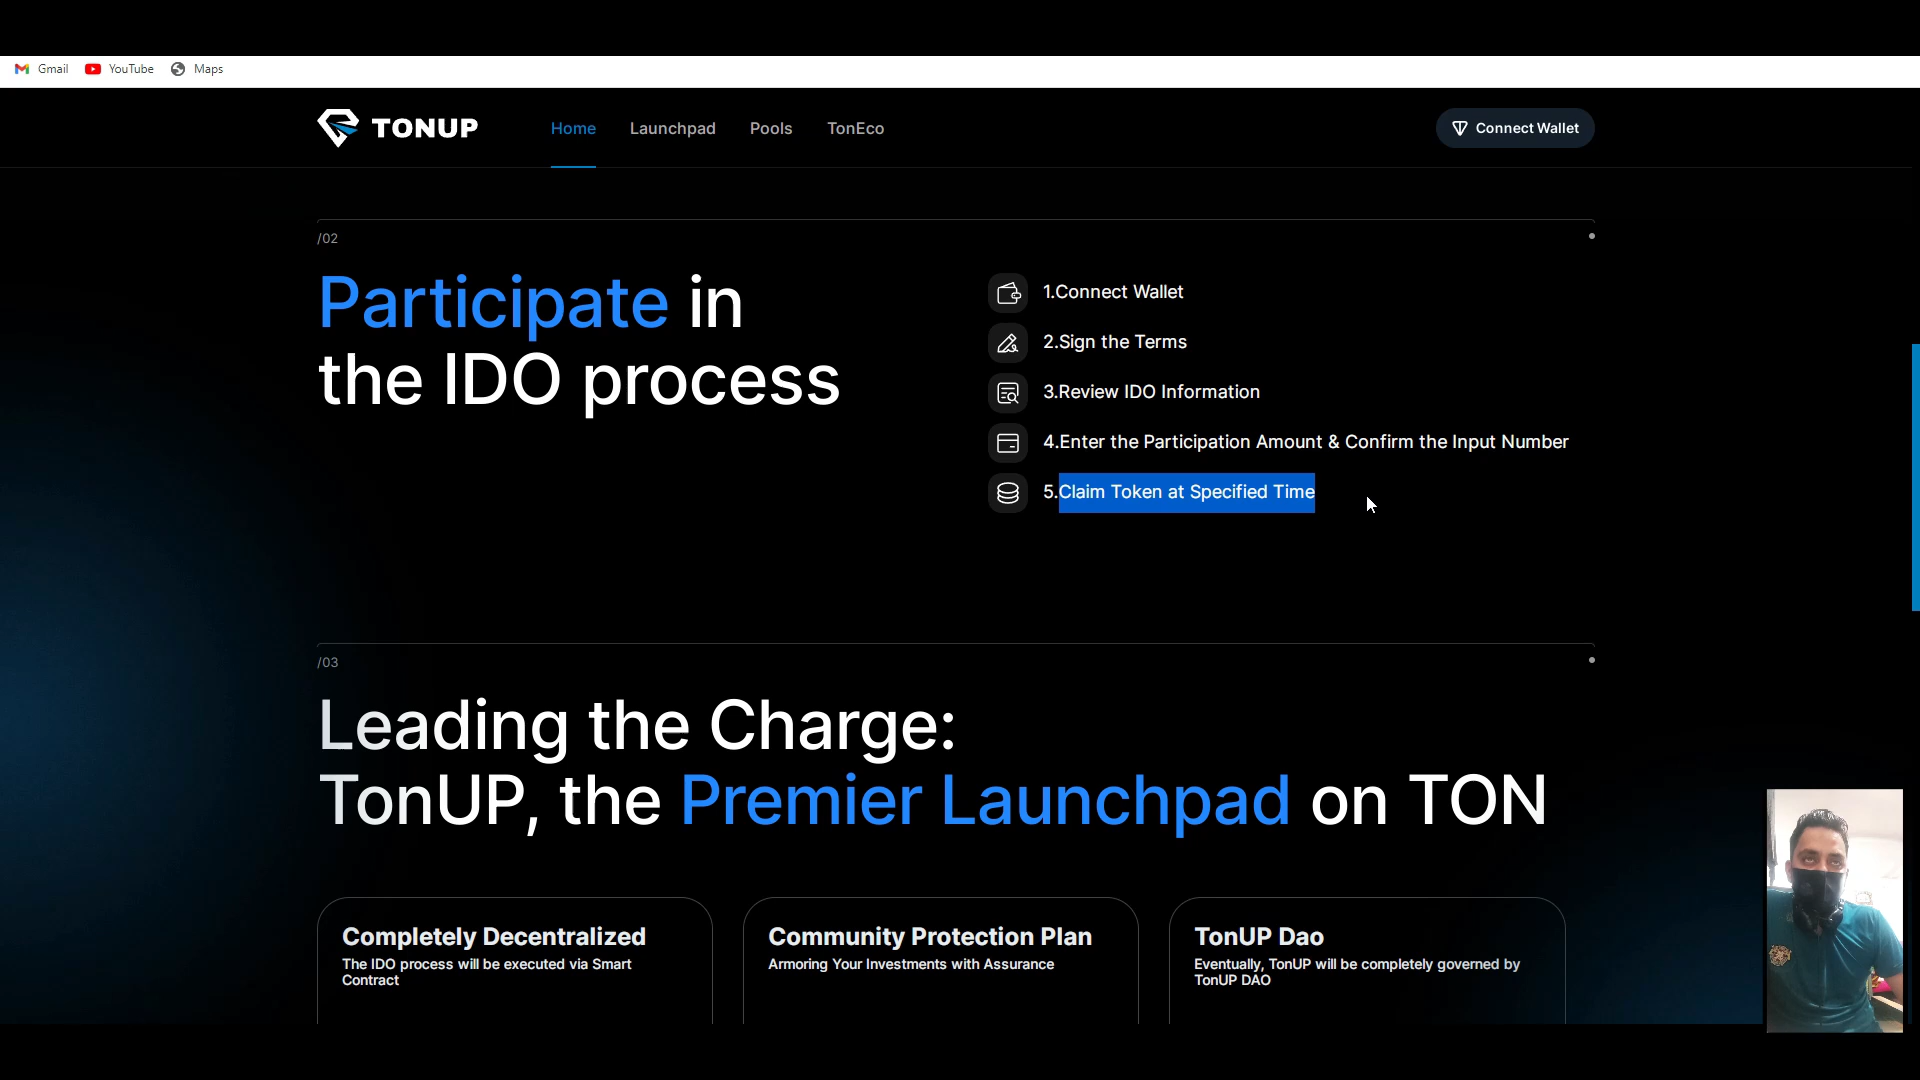 Gmail YouTube Maps
TONUP Home Launchpad Pools TonEco Connect Wallet
/02
Participate in
the IDO process
1.Connect Wallet
2.Sign the Terms
3.Review IDO Information
4.Enter the Participation Amount & Confirm the Input Number
5.Claim Token at Specified Time
/03
Leading the Charge:
TonUP, the Premier Launchpad on TON
Completely Decentralized
The IDO process will be executed via Smart
Contract
Community Protection Plan
Armoring Your Investments with Assurance
TonUP Dao
Eventually, TonUP will be completely governed by
TonUP DAO